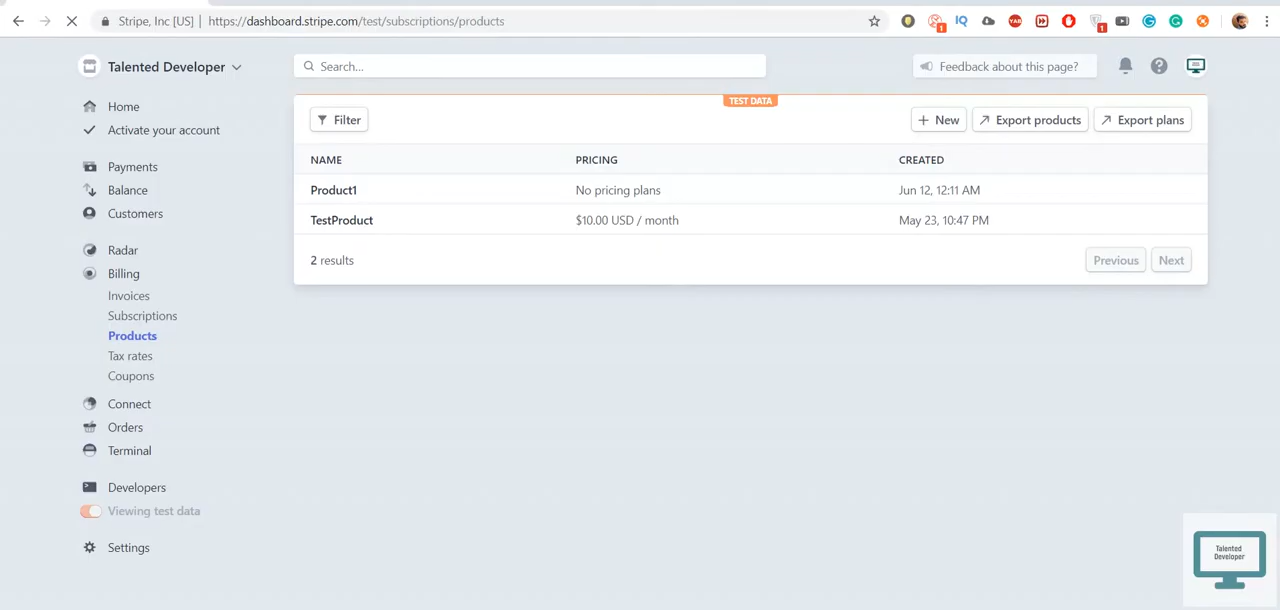 Stripe, Inc [US] | https://dashboard.stripe.com/test/subscriptions/products
1 IQ YAB 1
Talented Developer
Search...
Feedback about this page?
TEST DATA
Home
Activate your account
Payments
Balance
Customers
Radar
Billing
Invoices
Subscriptions
Products
Tax rates
Coupons
Connect
Orders
Terminal
Developers
Viewing test data
Settings
Filter
New
Export products
Export plans
NAME PRICING CREATED
Product1 No pricing plans Jun 12, 12:11 AM
TestProduct $10.00 USD / month May 23, 10:47 PM
2 results
Previous Next
Talented
Developer